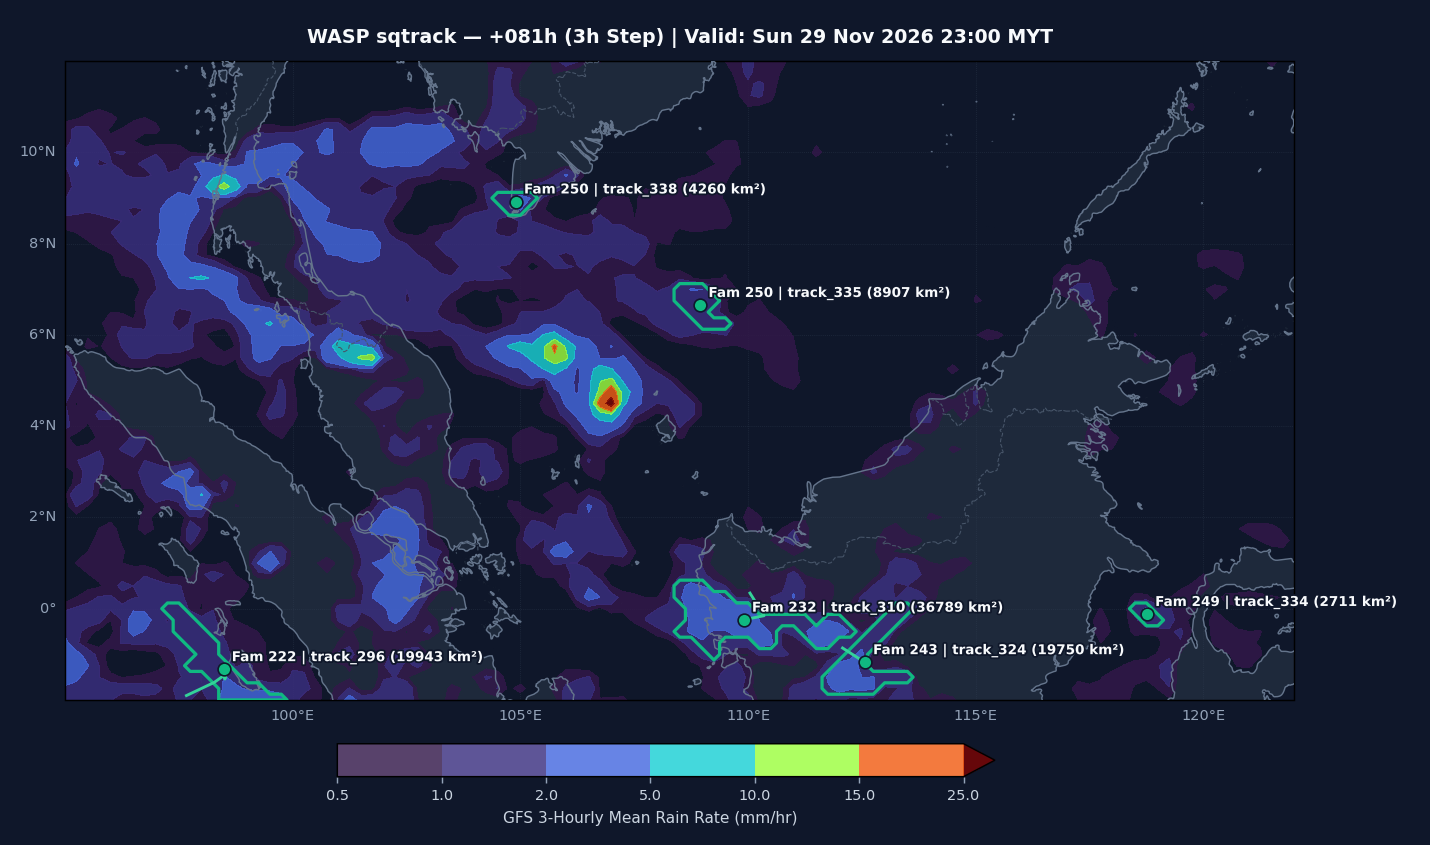 WASP sqtrack — +081h (3h Step) | Valid: Sun 29 Nov 2026 23:00 MYT
10°N
8°N
6°N
4°N
2°N
0°
Fam 250 | track_338 (4260 km²)
Fam 250 | track_335 (8907 km²)
Fam 249 | track_334 (2711 km²)
Fam 232 | track_310 (36789 km²)
Fam 243 | track_324 (19750 km²)
Fam 222 | track_296 (19943 km²)
100°E 105°E 110°E 115°E 120°E
0.5 1.0 2.0 5.0 10.0 15.0 25.0
GFS 3-Hourly Mean Rain Rate (mm/hr)